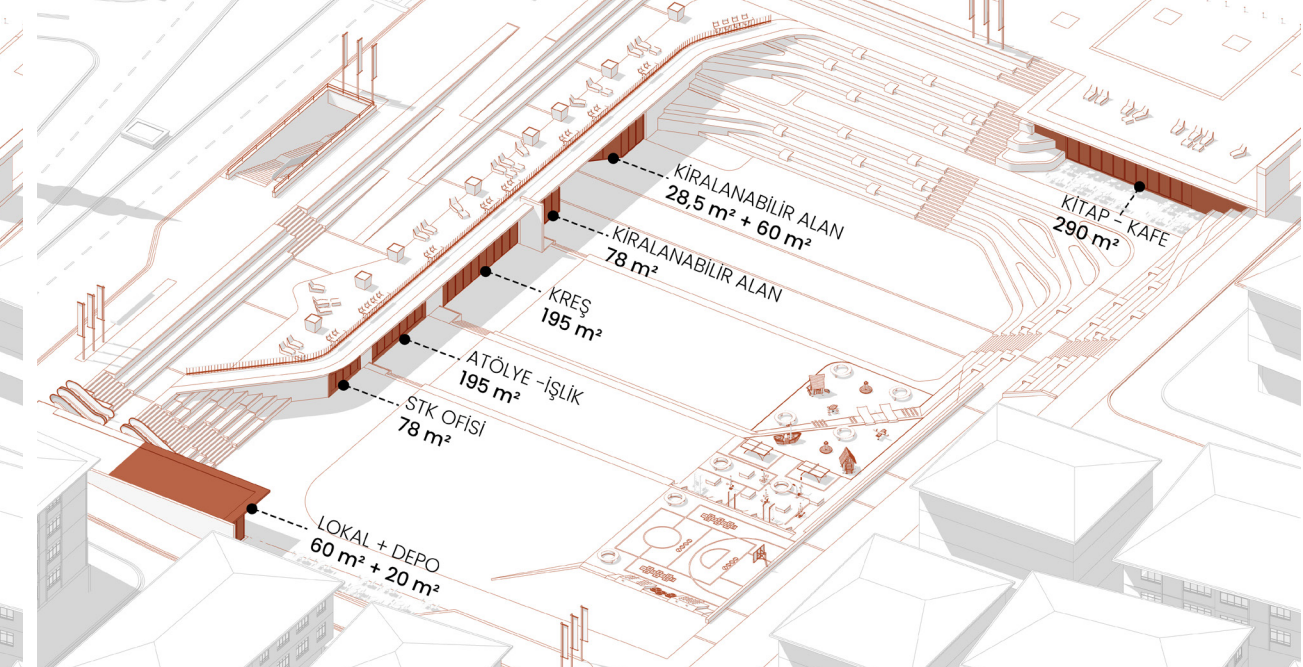 KİRALANABİLİR ALAN
28,5 m² + 60 m²
KİTAP - KAFE
290 m²
KİRALANABİLİR ALAN
78 m²
KREŞ
195 m²
ATÖLYE -İŞLİK
195 m²
STK OFİSİ
78 m²
LOKAL + DEPO
60 m² + 20 m²